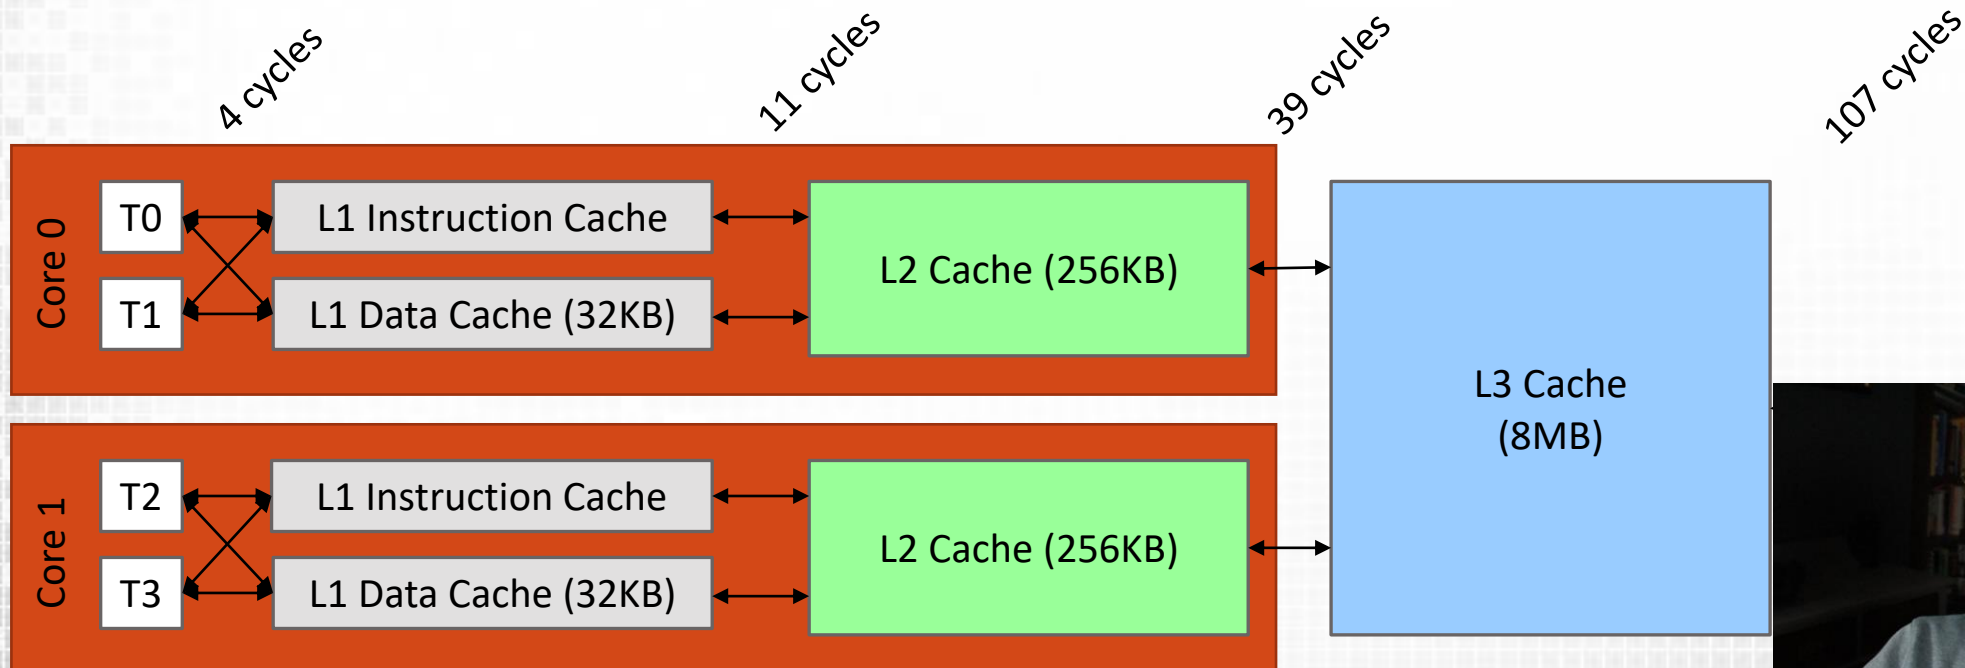 4 cycles
11 cycles
39 cycles
107 cycles
Core 0
T0
L1 Instruction Cache
T1
L1 Data Cache (32KB)
L2 Cache (256KB)
L3 Cache
(8MB)
Core 1
T2
L1 Instruction Cache
T3
L1 Data Cache (32KB)
L2 Cache (256KB)